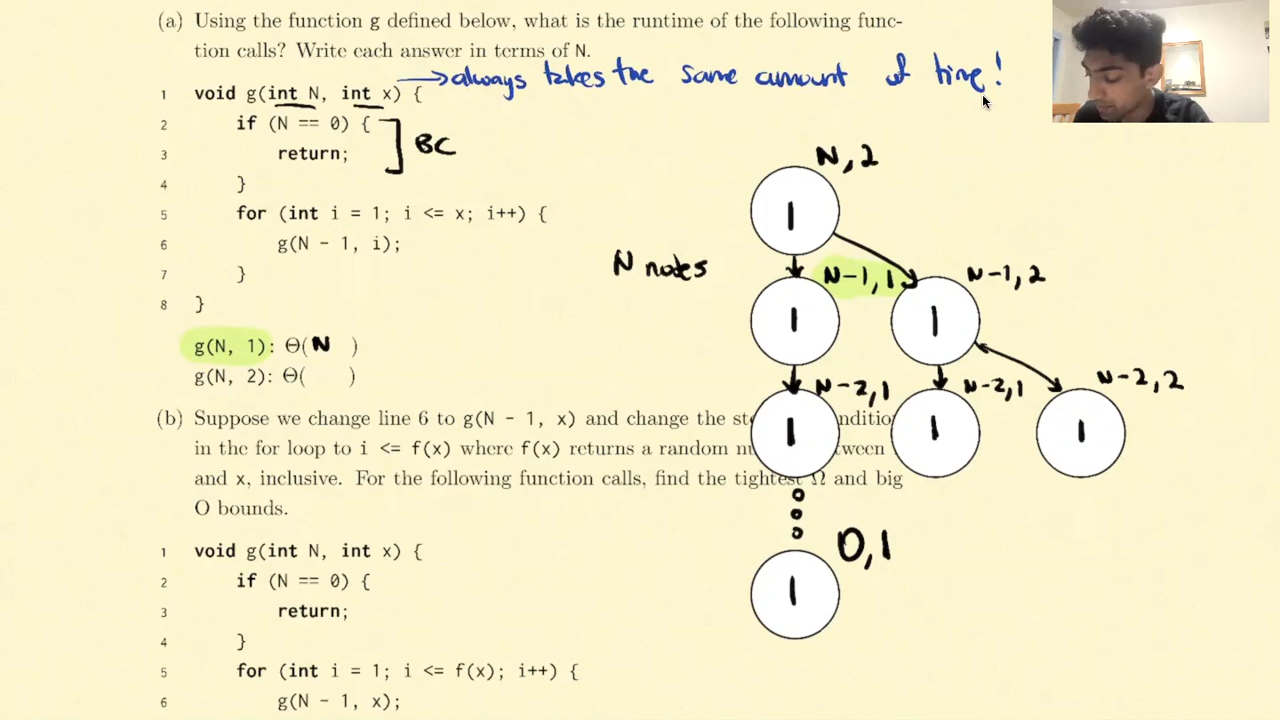 (a) Using the function g defined below, what is the runtime of the following func-
tion calls? Write each answer in terms of N.
→always takes the same amount of time!
1 void g(int N, int x) {
2 if (N == 0) {
3 return;
BC
4 }
5 for (int i = 1; i <= x; i++) {
6 g(N - 1, i);
7 }
8 }
g(N, 1): Θ(N )
g(N, 2): Θ( )
N,2
1
N nodes
N-1,1
N-1,2
1
1
N-2,1
N-2,1
N-2,2
1
1
1
0,1
1
(b) Suppose we change line 6 to g(N - 1, x) and change the
in the for loop to i <= f(x) where f(x) returns a random
and x, inclusive. For the following function calls, find the tightest Ω and big
O bounds.
1 void g(int N, int x) {
2 if (N == 0) {
3 return;
4 }
5 for (int i = 1; i <= f(x); i++) {
6 g(N - 1, x);